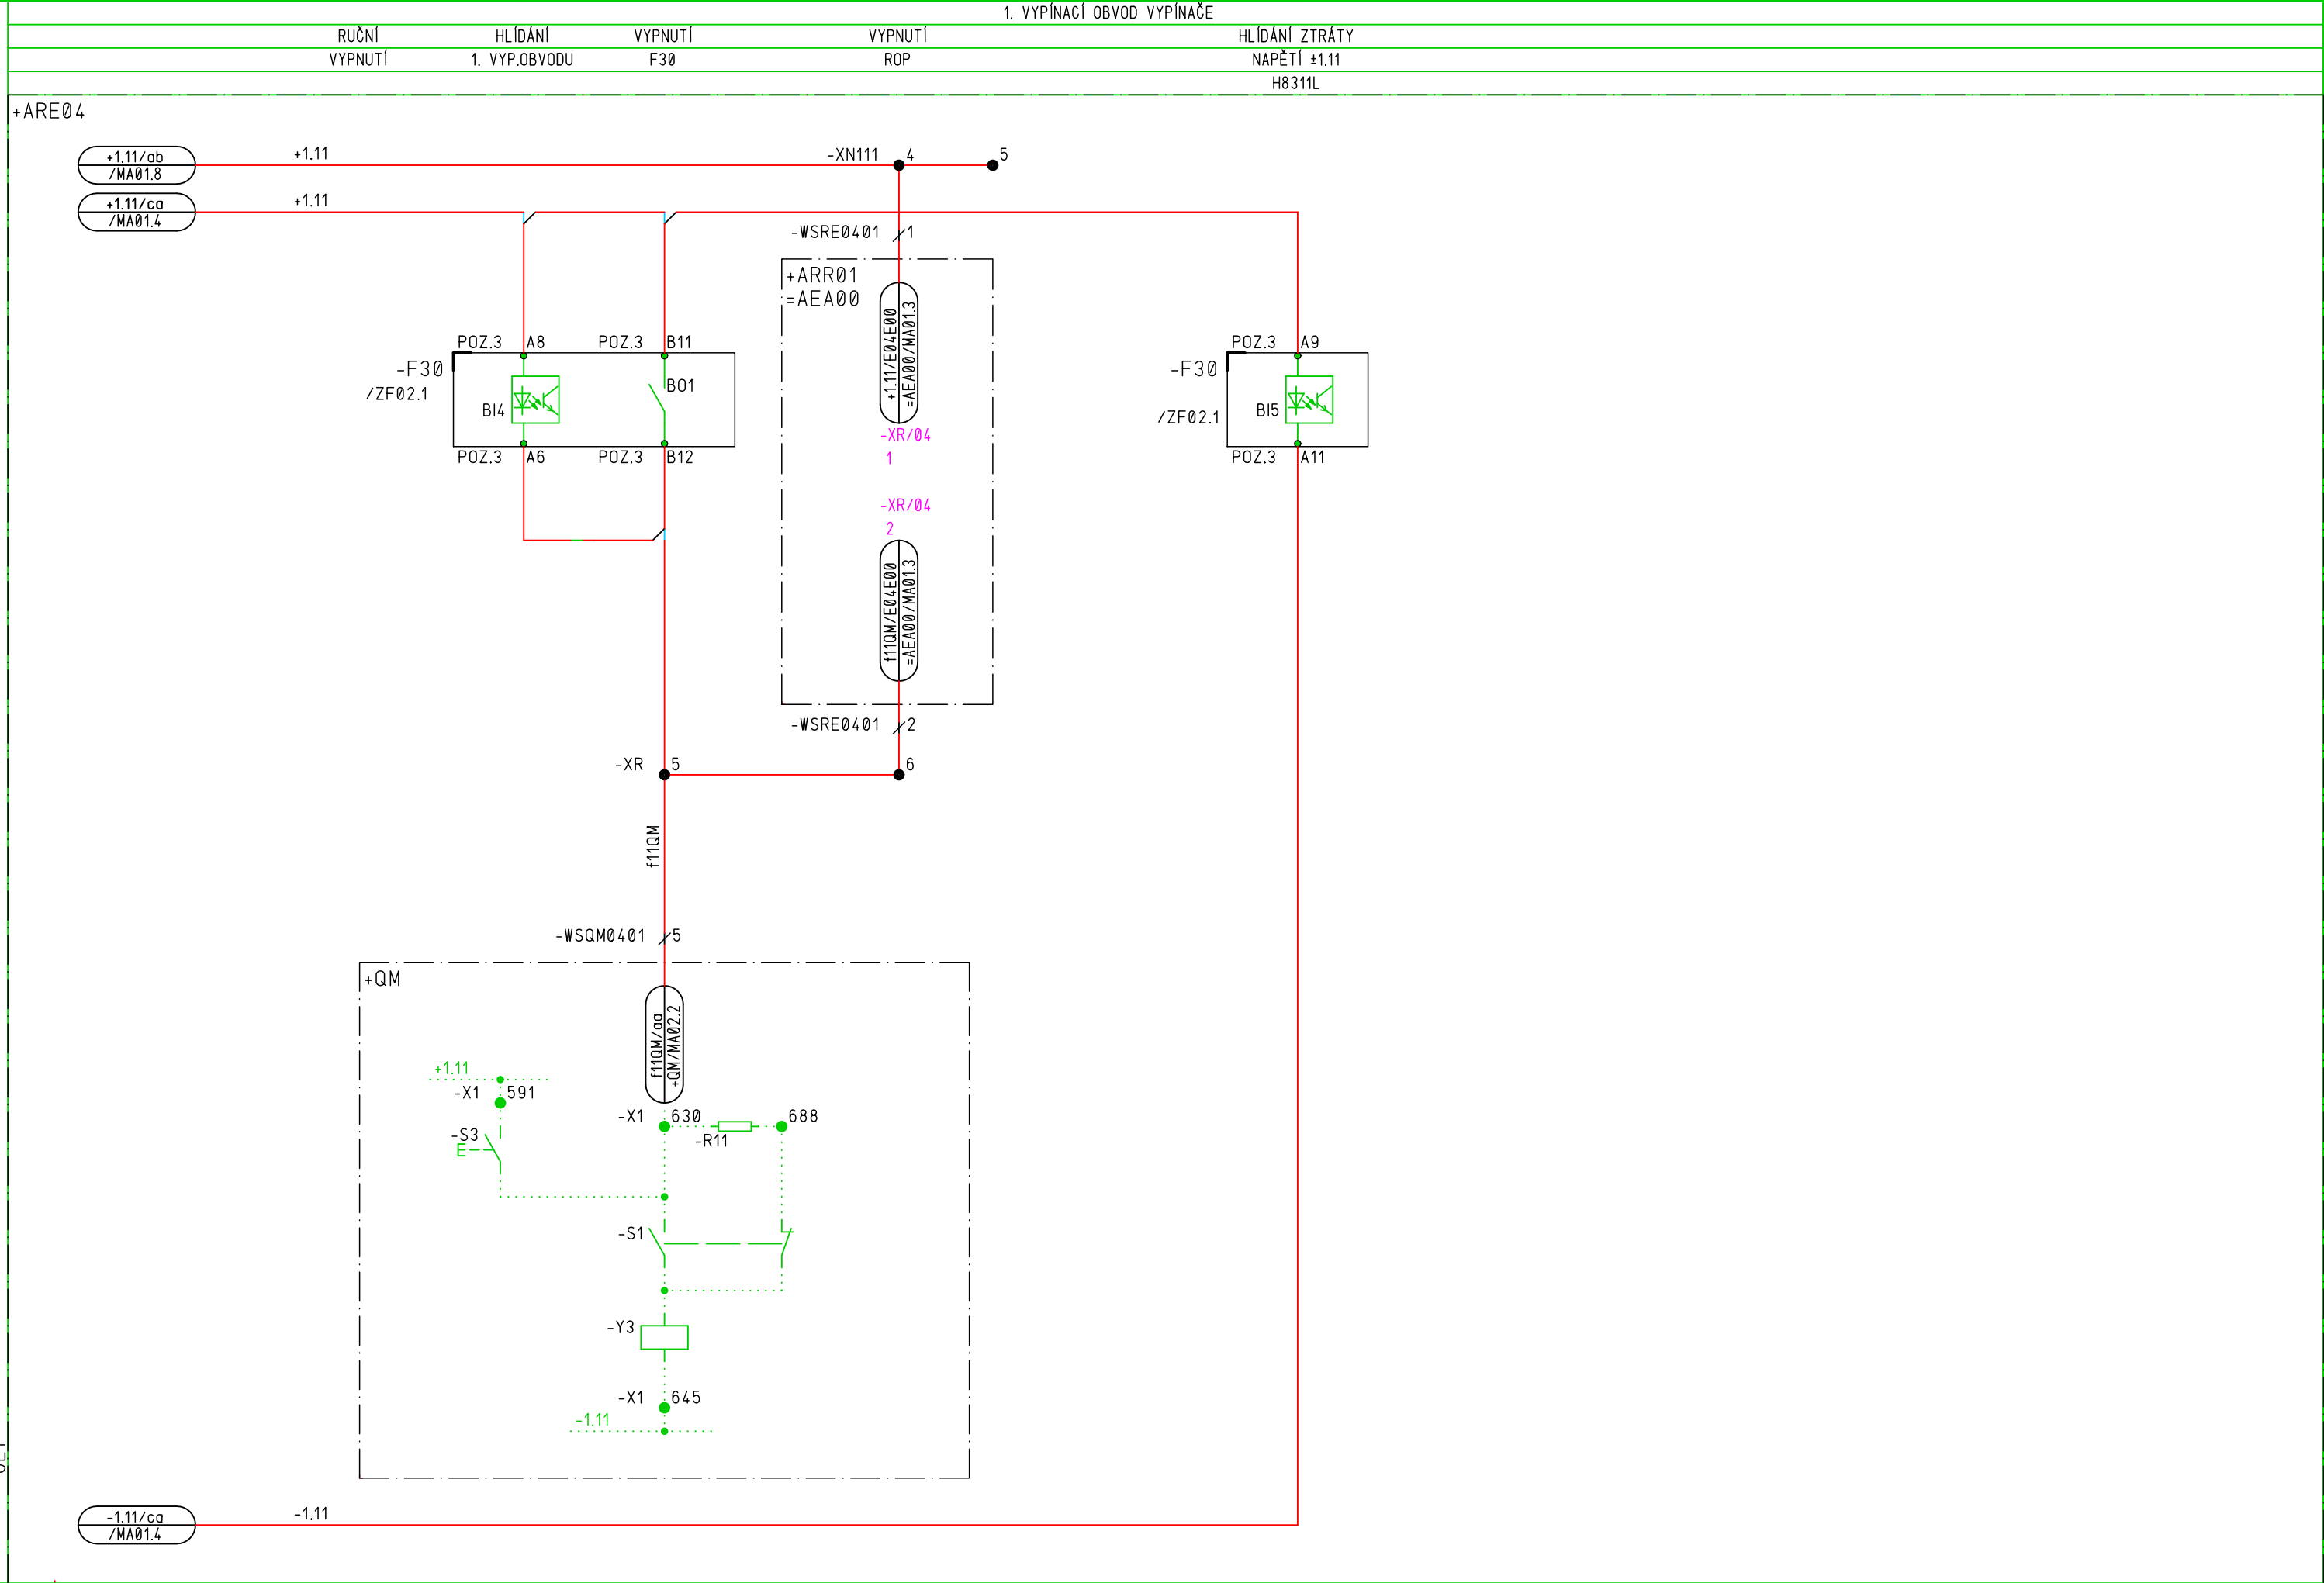 1. VYPÍNACÍ OBVOD VYPÍNAČE
RUČNÍ HLÍDÁNÍ VYPNUTÍ VYPNUTÍ HLÍDÁNÍ ZTRÁTY
VYPNUTÍ 1. VYP.OBVODU F30 ROP NAPĚTÍ ±1.11
H8311L
+ARE04
+1.11/ab +1.11 -XN111 4 5
/MA01.8
+1.11/ca +1.11
/MA01.4
-WSRE0401 1
+ARR01
=AEA00
+1.11/E04E00
=AEA00/MA01.3
POZ.3 A8 POZ.3 B11 POZ.3 A9
-F30 -F30
/ZF02.1 BO1 /ZF02.1
BI4 BI5
-XR/04
1
POZ.3 A6 POZ.3 B12 POZ.3 A11
-XR/04
2
f11QM/E04E00
=AEA00/MA01.3
-WSRE0401 2
-XR 5 6
f11QM
-WSQM0401 5
+QM
f11QM/aa
+QM/MA02.2
+1.11
-X1 591
-X1 630 688
-S3 -R11
-S1
-Y3
-X1 645
-1.11
-1.11/ca -1.11
/MA01.4